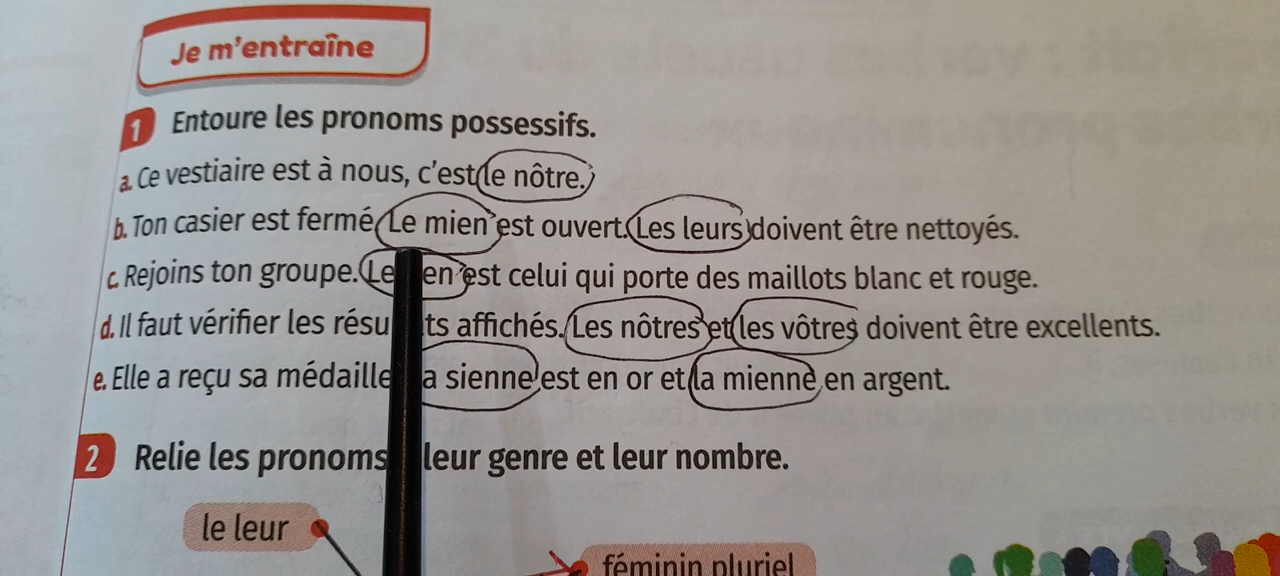 Je m'entraîne
1 Entoure les pronoms possessifs.
a. Ce vestiaire est à nous, c'est le nôtre.
b. Ton casier est fermé. Le mien est ouvert. Les leurs doivent être nettoyés.
c. Rejoins ton groupe. Le est celui qui porte des maillots blanc et rouge.
d. Il faut vérifier les affichés. Les nôtres et les vôtres doivent être excellents.
e. Elle a reçu sa médaille sienne est en or et la mienne en argent.
2 Relie les pronoms leur genre et leur nombre.
le leur
féminin pluriel